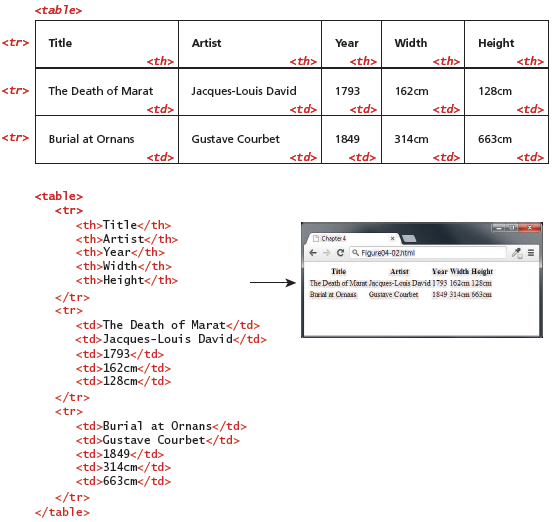 <table>
<tr> Title Artist Year Width Height
<th> <th> <th> <th> <th>
<tr> The Death of Marat Jacques-Louis David 1793 162cm 128cm
<td> <td> <td> <td> <td>
<tr> Burial at Ornans Gustave Courbet 1849 314cm 663cm
<td> <td> <td> <td> <td>
<table>
<tr>
<th>Title</th>
<th>Artist</th>
<th>Year</th>
<th>Width</th>
<th>Height</th>
</tr>
<tr>
<td>The Death of Marat</td>
<td>Jacques-Louis David</td>
<td>1793</td>
<td>162cm</td>
<td>128cm</td>
</tr>
<tr>
<td>Burial at Ornans</td>
<td>Gustave Courbet</td>
<td>1849</td>
<td>314cm</td>
<td>663cm</td>
</tr>
</table>
Chapter4
Figure04-02.html
Title Artist Year Width Height
The Death of Marat Jacques-Louis David 1793 162cm 128cm
Burial at Ornans Gustave Courbet 1849 314cm 663cm